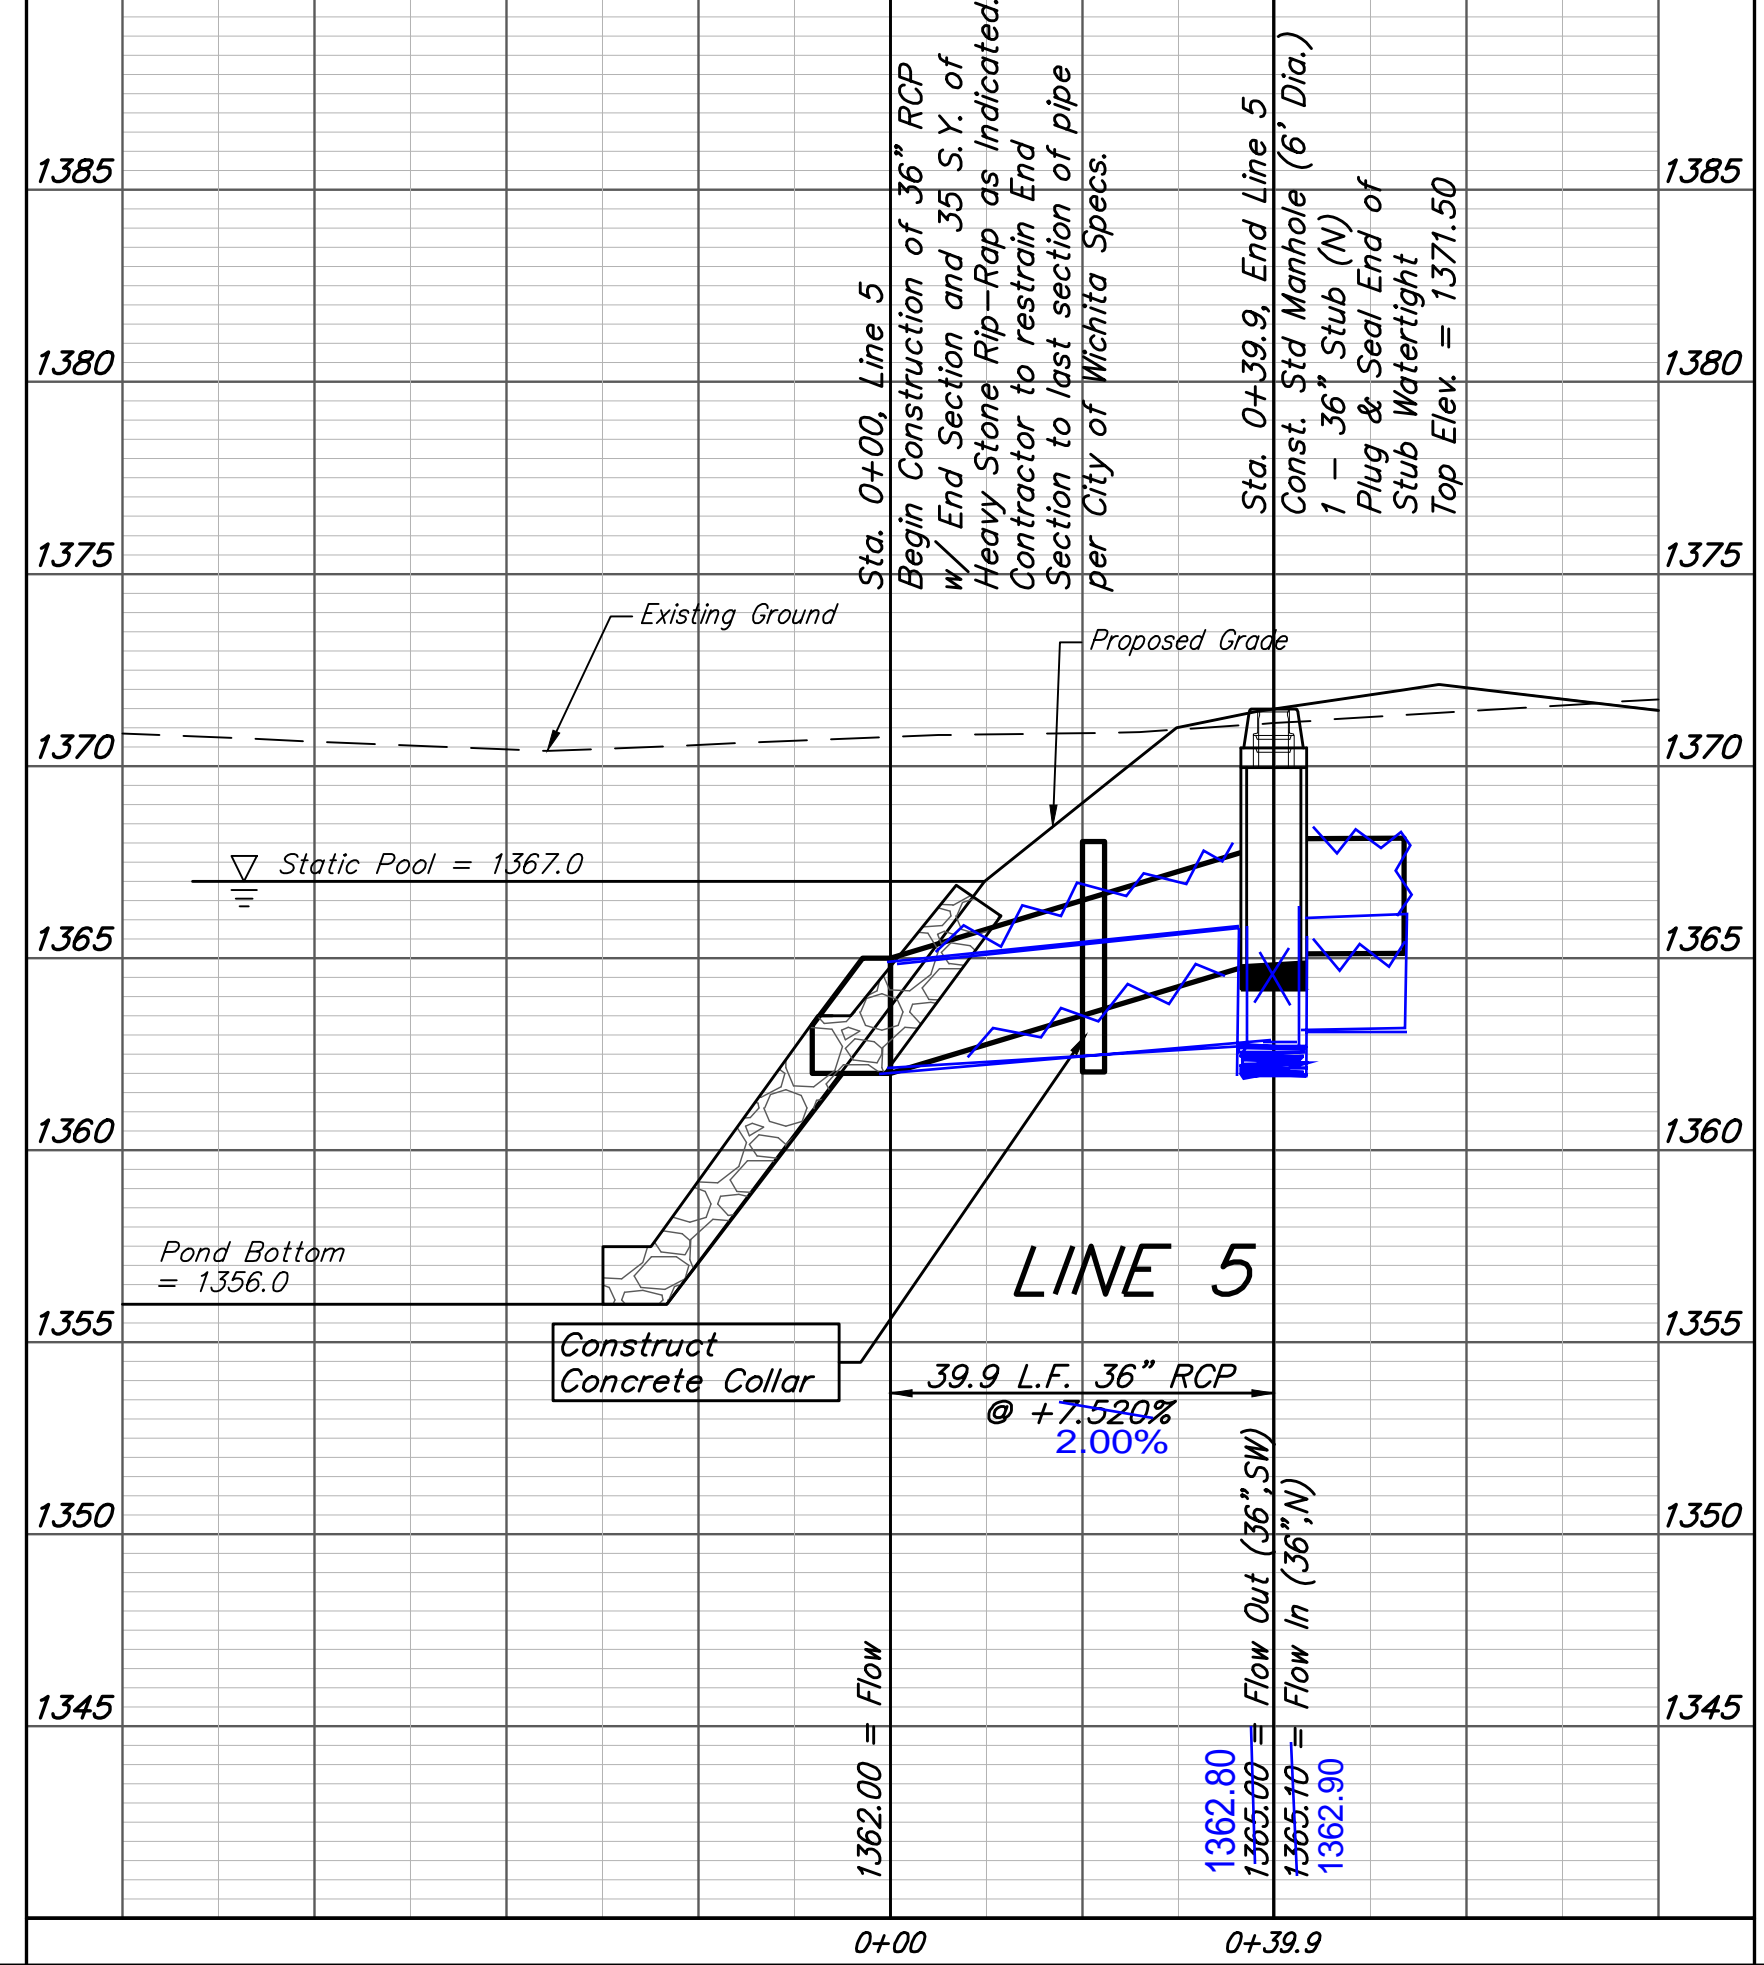 1385
1380
1375
1370
1365
1360
1355
1350
1345
1385
1380
1375
1370
1365
1360
1355
1350
1345
Sta. 0+00, Line 5
Begin Construction of 36" RCP
w/ End Section and 35 S.Y. of
Heavy Stone Rip-Rap as Indicated.
Contractor to restrain End
Section to last section of pipe
per City of Wichita Specs.
Sta. 0+39.9, End Line 5
Const. Std Manhole (6' Dia.)
1 - 36" Stub (N)
Plug & Seal End of
Stub Watertight
Top Elev. = 1371.50
Existing Ground
Proposed Grade
Static Pool = 1367.0
Pond Bottom
= 1356.0
LINE 5
Construct
Concrete Collar
39.9 L.F. 36" RCP
@ +7.520%
2.00%
1362.00 = Flow
1362.80
1365.00 = Flow Out (36",SW)
1365.10 = Flow In (36",N)
1362.90
0+00
0+39.9